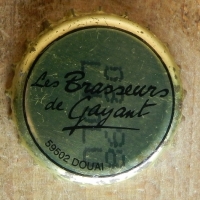 Les Brasseurs
de Gayant
59502 DOUAI